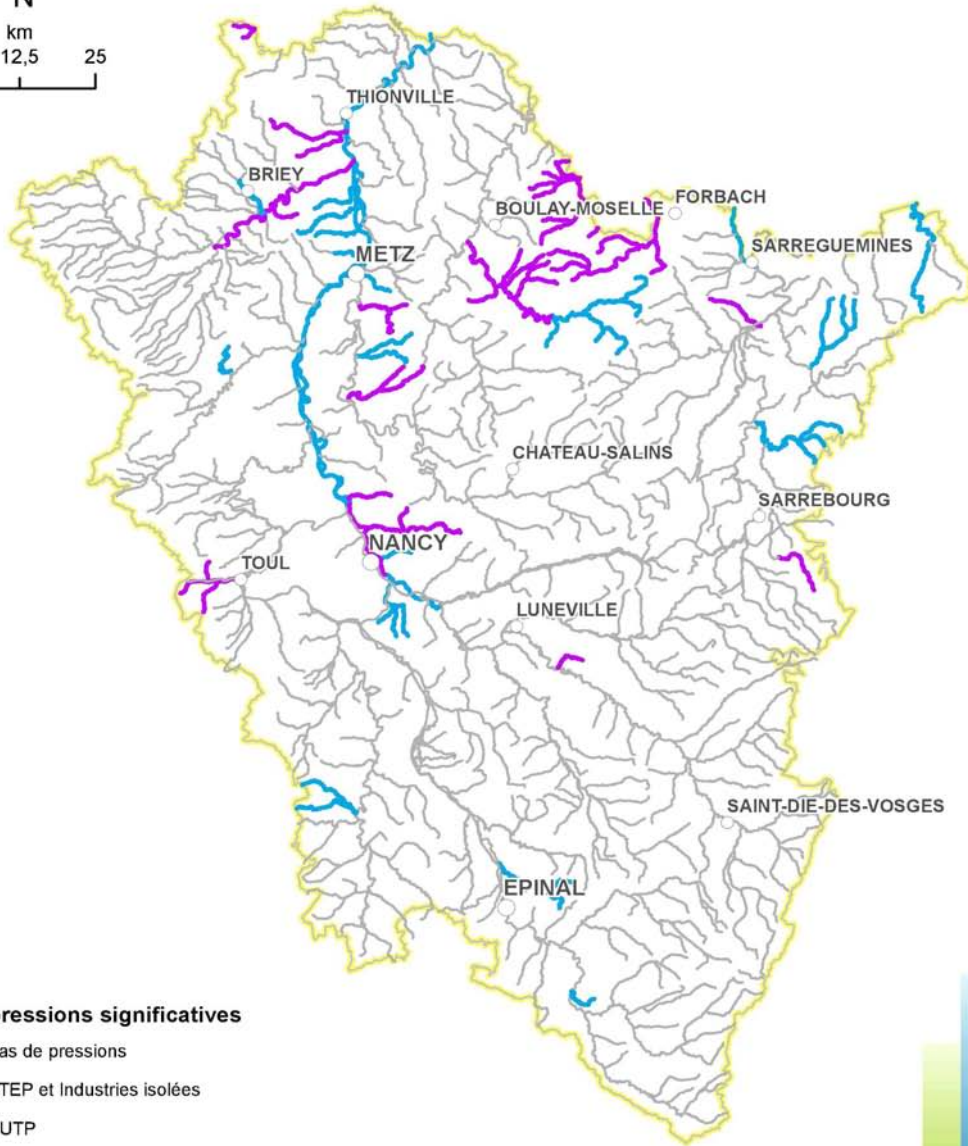 N
km
12,5 25
THIONVILLE
BRIEY
FORBACH
BOULAY-MOSELLE
SARREGUEMINES
METZ
CHATEAU-SALINS
SARREBOURG
NANCY
TOUL
LUNEVILLE
SAINT-DIE-DES-VOSGES
EPINAL
ressions significatives
as de pressions
TEP et Industries isolées
UTP